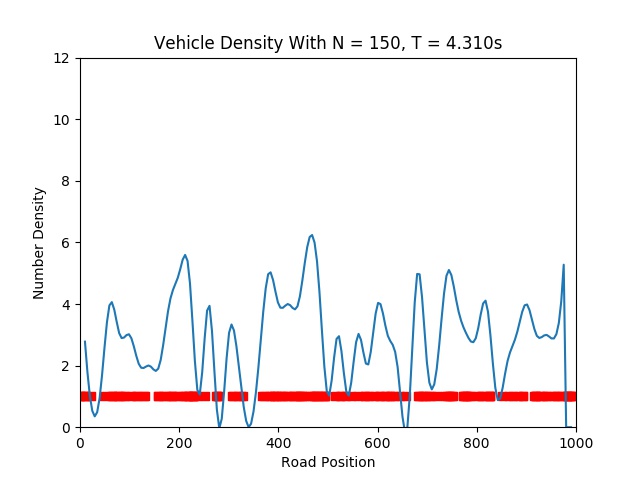 Vehicle Density With N = 150, T = 4.310s
12
10
8
6
4
2
0
Number Density
0 200 400 600 800 1000
Road Position